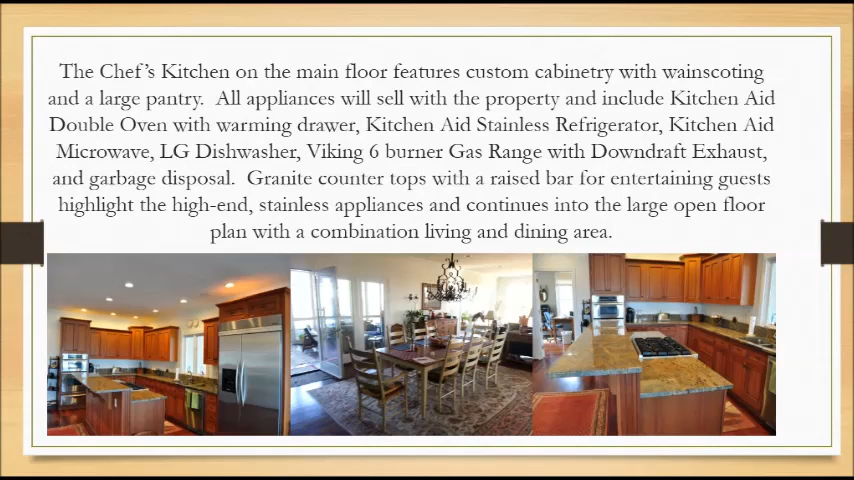 The Chef's Kitchen on the main floor features custom cabinetry with wainscoting
and a large pantry.  All appliances will sell with the property and include Kitchen Aid
Double Oven with warming drawer, Kitchen Aid Stainless Refrigerator, Kitchen Aid
Microwave, LG Dishwasher, Viking 6 burner Gas Range with Downdraft Exhaust,
and garbage disposal.  Granite counter tops with a raised bar for entertaining guests
highlight the high-end, stainless appliances and continues into the large open floor
plan with a combination living and dining area.